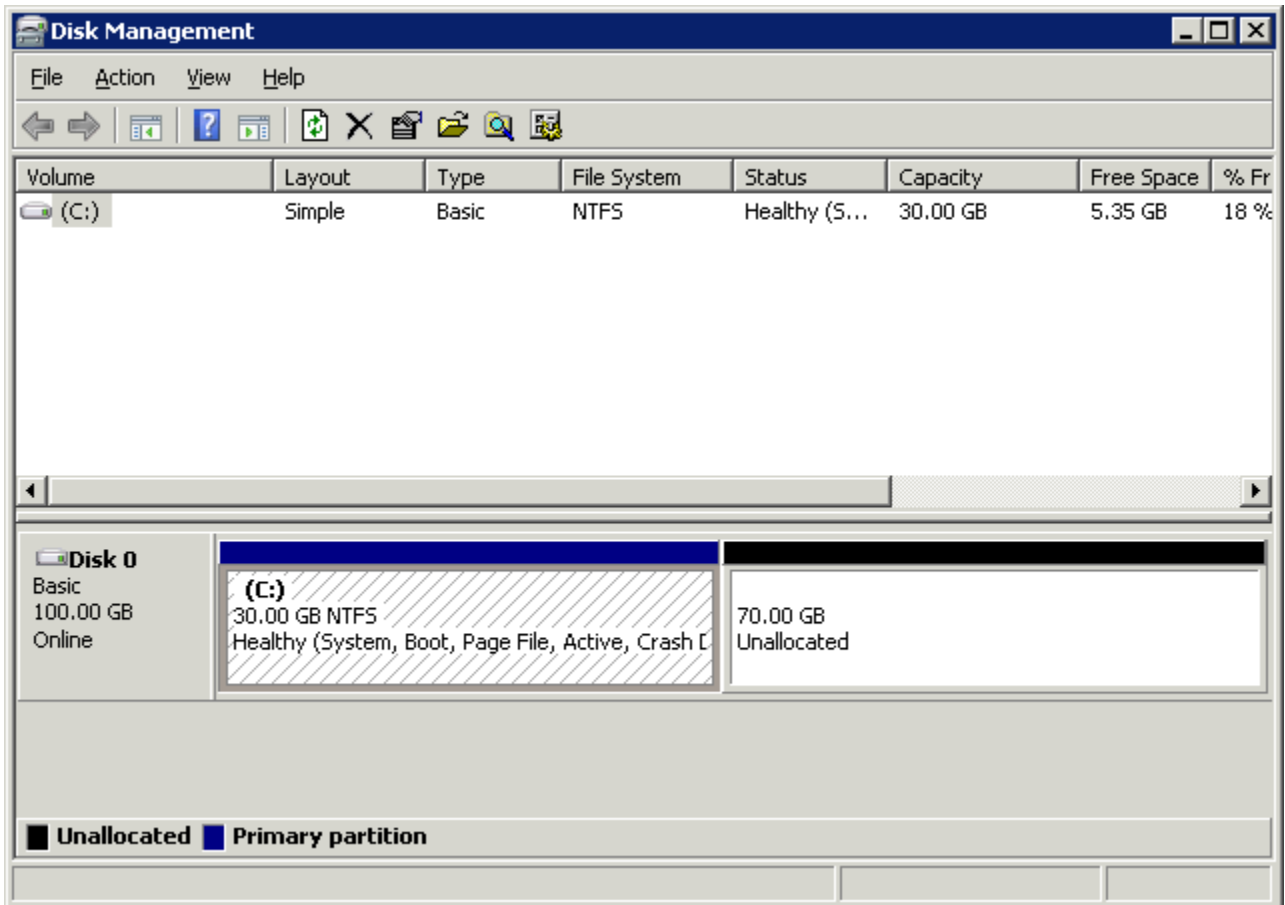 Disk Management
File Action View Help
Volume Layout Type File System Status Capacity Free Space % Fr
(C:) Simple Basic NTFS Healthy (S... 30.00 GB 5.35 GB 18 %
Disk 0
Basic
100.00 GB
Online
(C:)
30.00 GB NTFS
Healthy (System, Boot, Page File, Active, Crash D
70.00 GB
Unallocated
Unallocated Primary partition